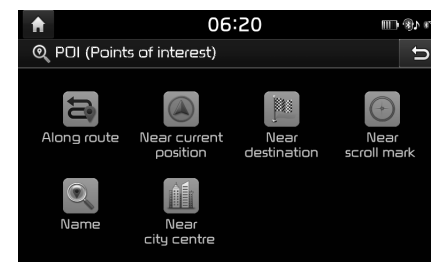 06:20
POI (Points of interest)
Along route
Near current
position
Near
destination
Near
scroll mark
Name
Near
city centre